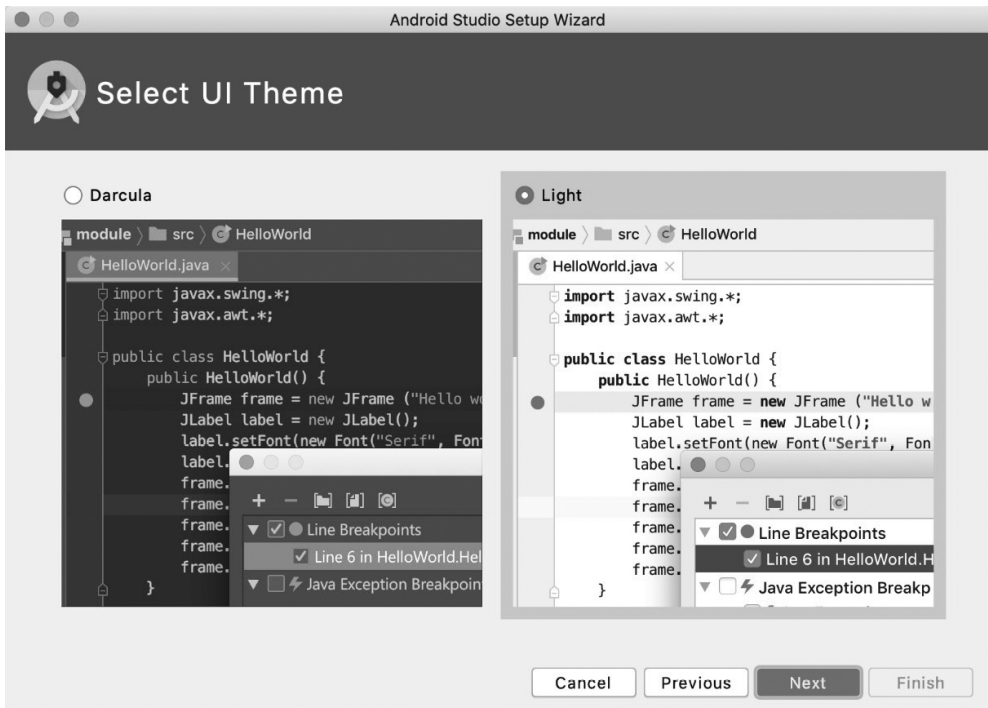 Android Studio Setup Wizard
Select UI Theme
Darcula
module 〉 src 〉 HelloWorld
HelloWorld.java ×
import javax.swing.*;
import javax.awt.*;
public class HelloWorld {
public HelloWorld() {
JFrame frame = new JFrame ("Hello w
JLabel label = new JLabel();
label.setFont(new Font("Serif", Fon
label.
frame.
frame.
frame.
frame.
frame.
}
Line Breakpoints
Line 6 in HelloWorld.Hel
Java Exception Breakpoin
Light
module 〉 src 〉 HelloWorld
HelloWorld.java ×
import javax.swing.*;
import javax.awt.*;
public class HelloWorld {
public HelloWorld() {
JFrame frame = new JFrame ("Hello w
JLabel label = new JLabel();
label.setFont(new Font("Serif", Fon
label.
frame.
frame.
frame.
frame.
frame.
}
Line Breakpoints
Line 6 in HelloWorld.H
Java Exception Breakp
Cancel
Previous
Next
Finish